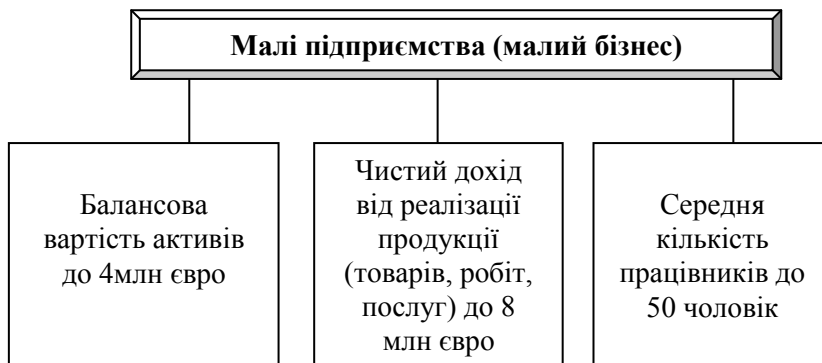 Малі підприємства (малий бізнес)
Балансова
вартість активів
до 4млн євро
Чистий дохід
від реалізації
продукції
(товарів, робіт,
послуг) до 8
млн євро
Середня
кількість
працівників до
50 чоловік